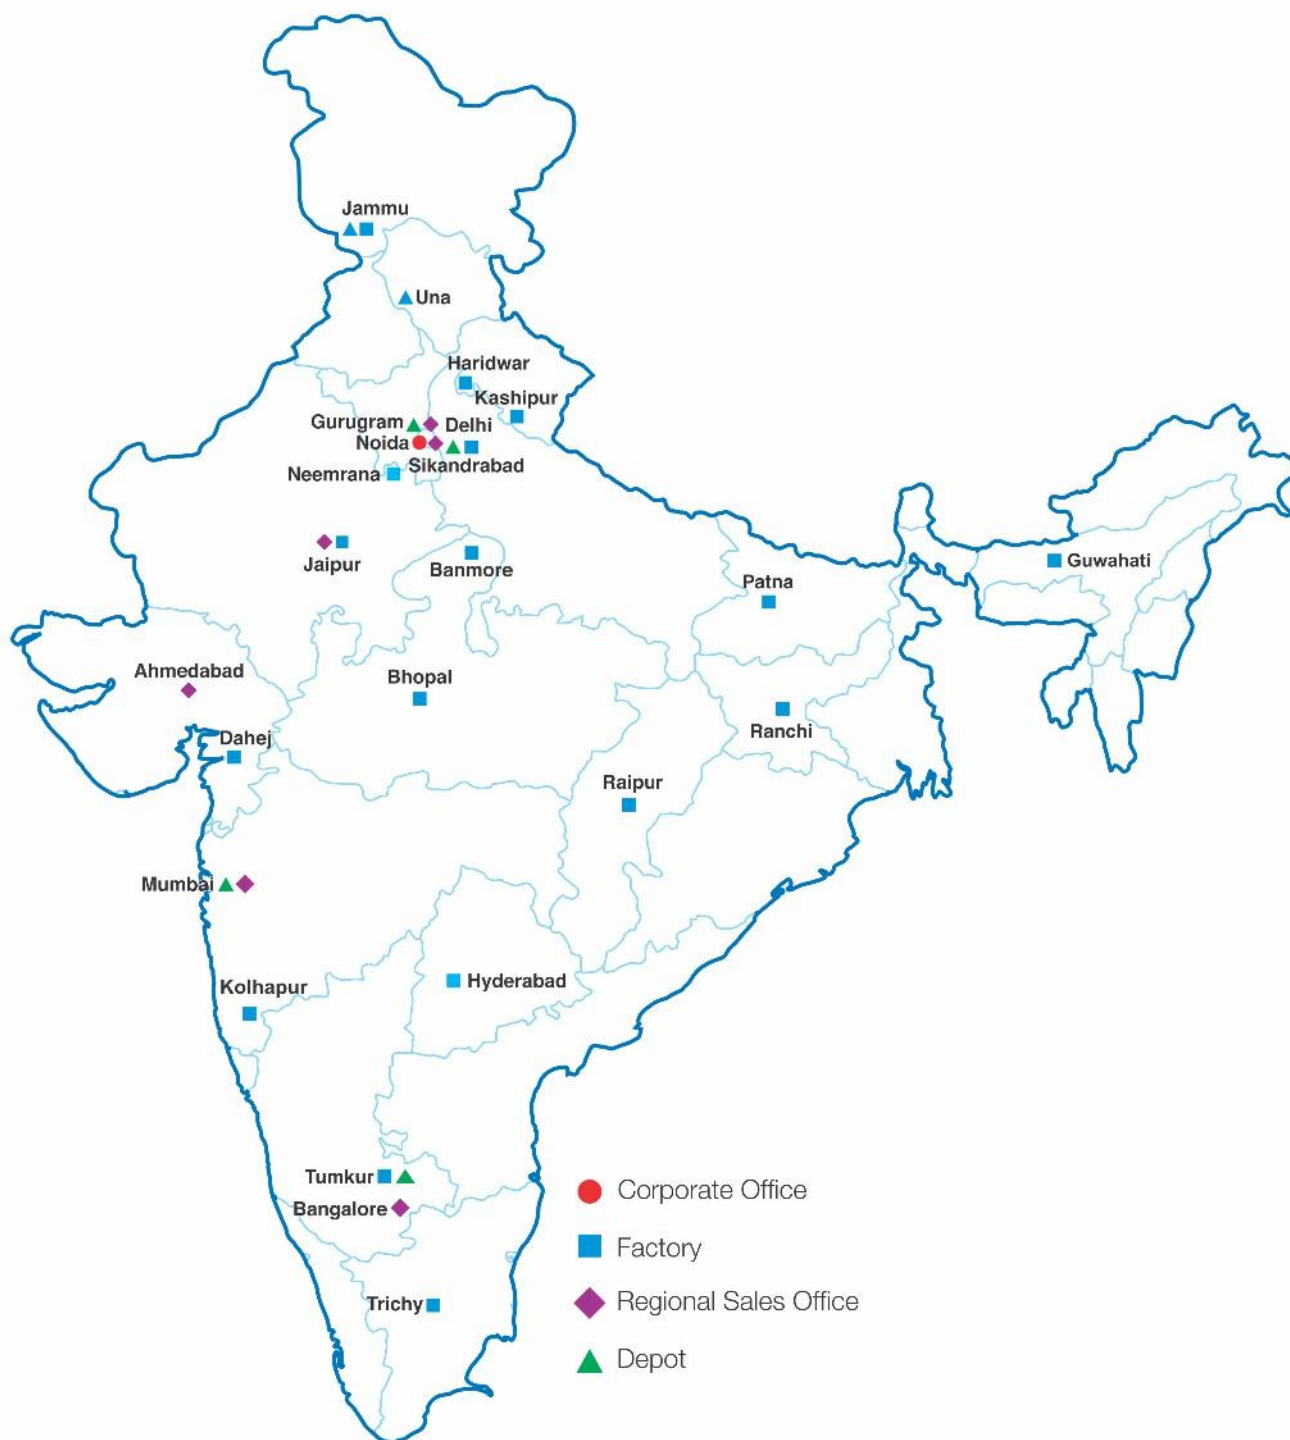 Jammu
Una
Haridwar
Kashipur
Gurugram
Delhi
Noida
Sikandrabad
Neemrana
Jaipur
Banmore
Guwahati
Patna
Ahmedabad
Bhopal
Ranchi
Dahej
Raipur
Mumbai
Hyderabad
Kolhapur
Tumkur
Bangalore
Trichy
Corporate Office
Factory
Regional Sales Office
Depot